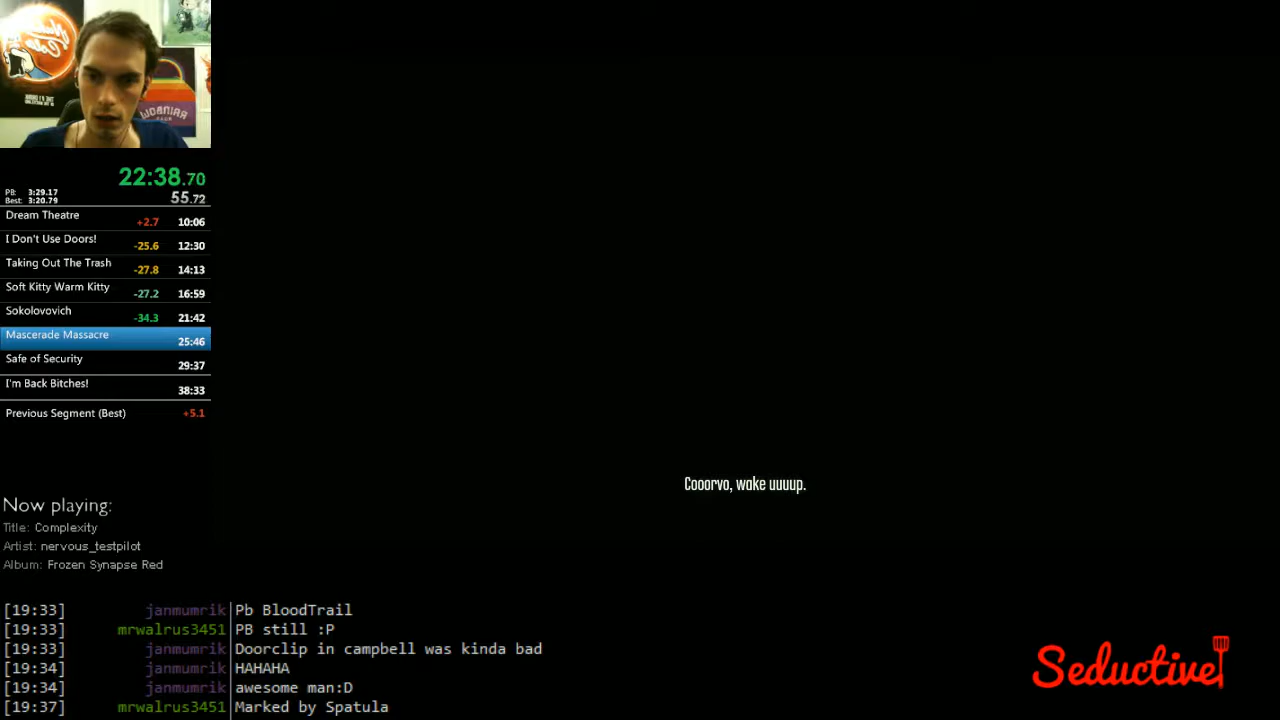 22:38.70
PB: 3:29.17
Best: 3:20.79
55.72
Dream Theatre +2.7 10:06
I Don't Use Doors! -25.6 12:30
Taking Out The Trash -27.8 14:13
Soft Kitty Warm Kitty -27.2 16:59
Sokolovovich -34.3 21:42
Mascerade Massacre 25:46
Safe of Security 29:37
I'm Back Bitches! 38:33
Previous Segment (Best) +5.1
Cooorvo, wake uuuup.
Now playing:
Title: Complexity
Artist: nervous_testpilot
Album: Frozen Synapse Red
[19:33] janmumrik Pb BloodTrail
[19:33] mrwalrus3451 PB still :P
[19:33] janmumrik Doorclip in campbell was kinda bad
[19:34] janmumrik HAHAHA
[19:34] janmumrik awesome man:D
[19:37] mrwalrus3451 Marked by Spatula
Seductive